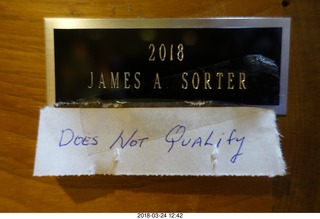 2018
JAMES A. SORTER
DOES NOT QUALIFY
2018-03-24 12:42